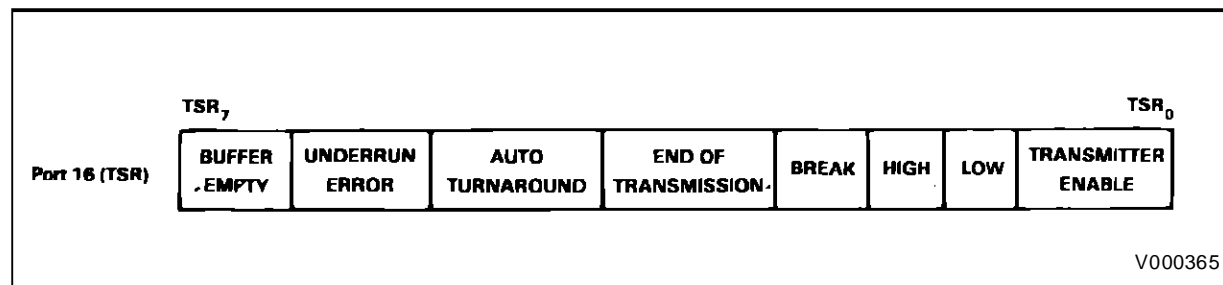 TSR7 TSR0
Port 16 (TSR)
BUFFER EMPTY
UNDERRUN ERROR
AUTO TURNAROUND
END OF TRANSMISSION
BREAK
HIGH
LOW
TRANSMITTER ENABLE
V000365